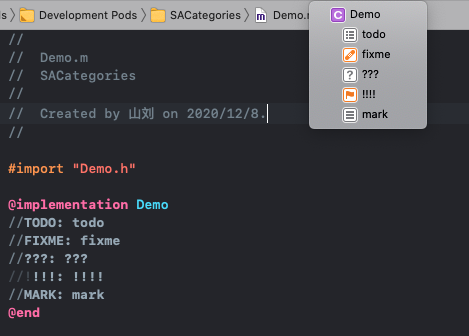 Development Pods
SACategories
Demo
Demo
todo
fixme
???
!!!!
mark
//
// Demo.m
// SACategories
//
// Created by 山刘 on 2020/12/8.
//
#import "Demo.h"
@implementation Demo
//TODO: todo
//FIXME: fixme
//???: ???
//!!!!: !!!!
//MARK: mark
@end